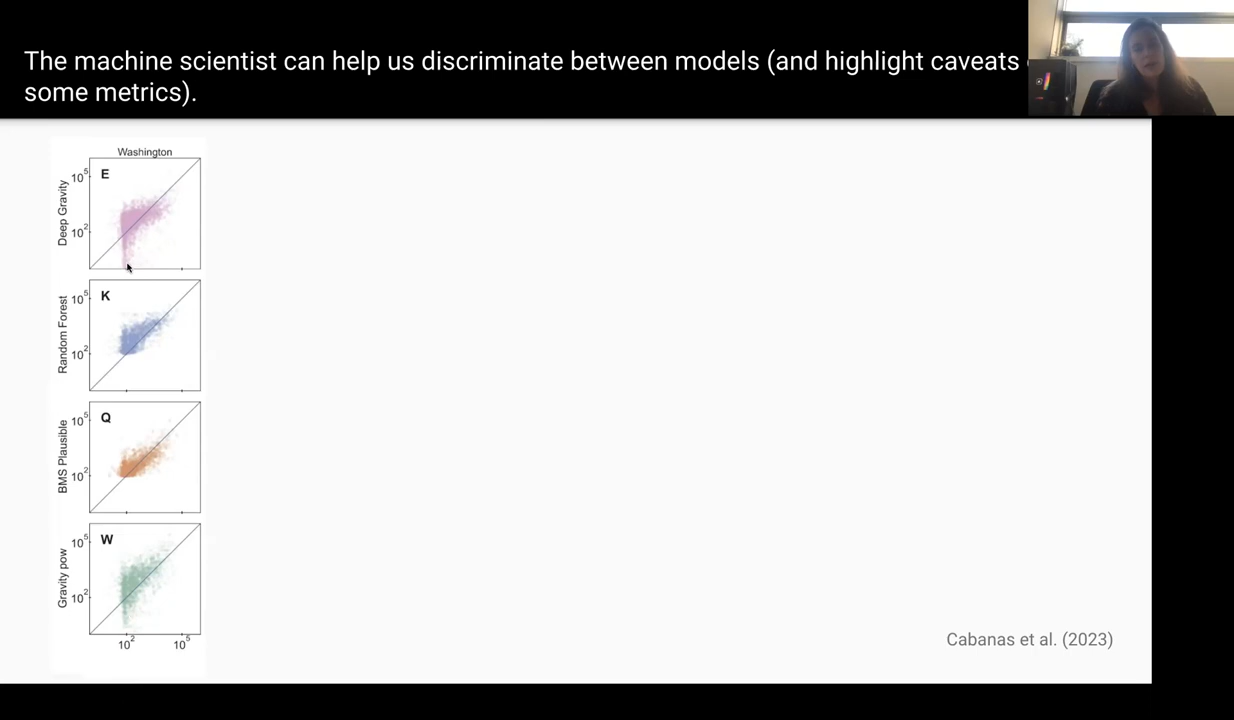 The machine scientist can help us discriminate between models (and highlight caveats
some metrics).
Washington
E
Deep Gravity
10^5
10^2
K
Random Forest
10^5
10^2
Q
BMS Plausible
10^5
10^2
W
Gravity pow
10^5
10^2
10^2 10^5
Cabanas et al. (2023)